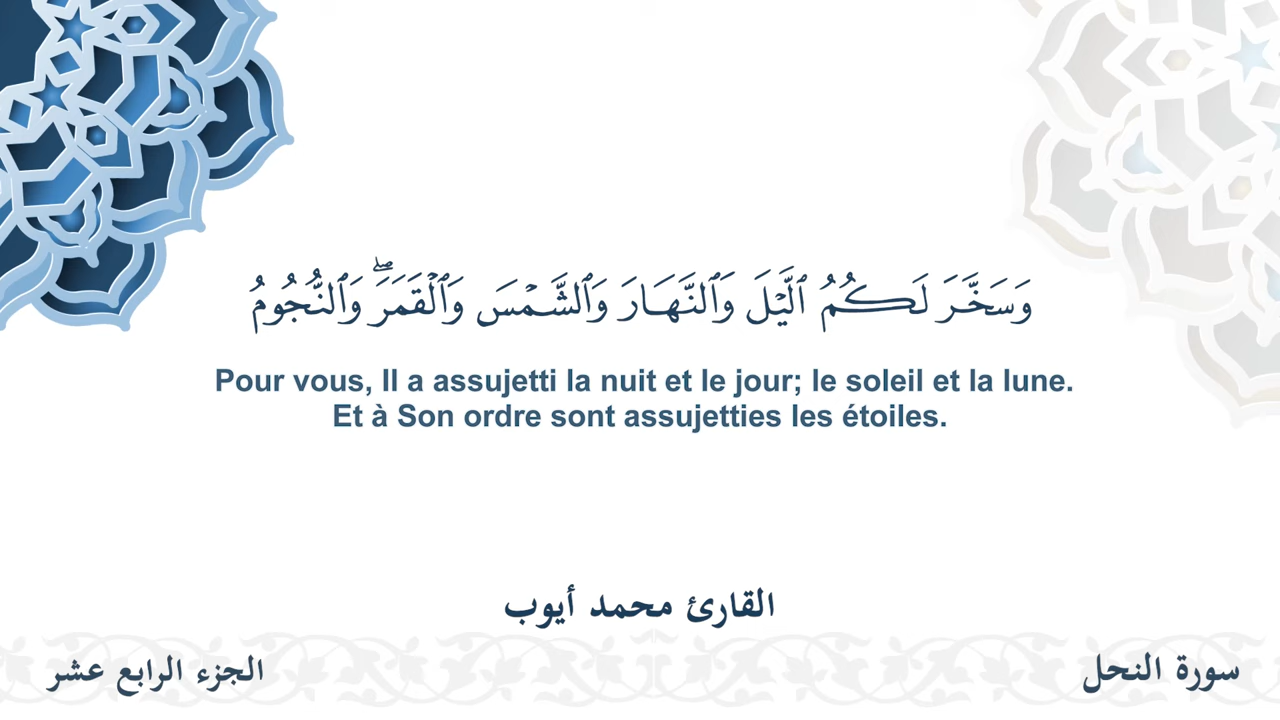 وَسَخَّرَ لَكُمُ ٱلَّيۡلَ وَٱلنَّهَارَ وَٱلشَّمۡسَ وَٱلۡقَمَرَۖ وَٱلنُّجُومُ
Pour vous, Il a assujetti la nuit et le jour; le soleil et la lune.
Et à Son ordre sont assujetties les étoiles.
القارئ محمد أيوب
سورة النحل
الجزء الرابع عشر